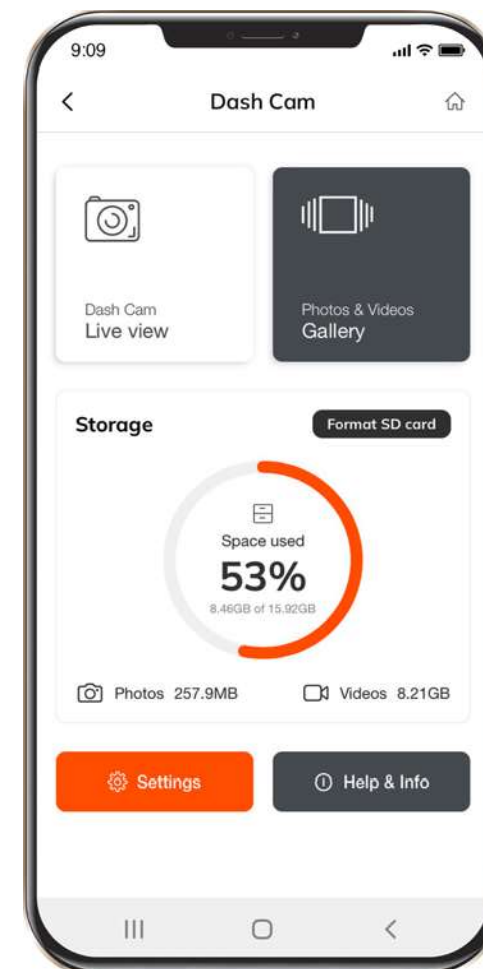 9:09
Dash Cam
Dash Cam
Live view
Photos & Videos
Gallery
Storage
Format SD card
Space used
53%
8.46GB of 15.92GB
Photos 257.9MB
Videos 8.21GB
Settings
Help & Info